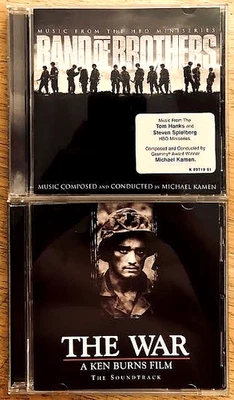 MUSIC FROM THE HBO MINISERIES
BAND OF BROTHERS
Music From The
Tom Hanks and
Steven Spielberg
HBO Miniseries
Composed and Conducted by
Grammy® Award Winner
Michael Kamen.
MUSIC COMPOSED AND CONDUCTED BY MICHAEL KAMEN
THE WAR
A KEN BURNS FILM
THE SOUNDTRACK